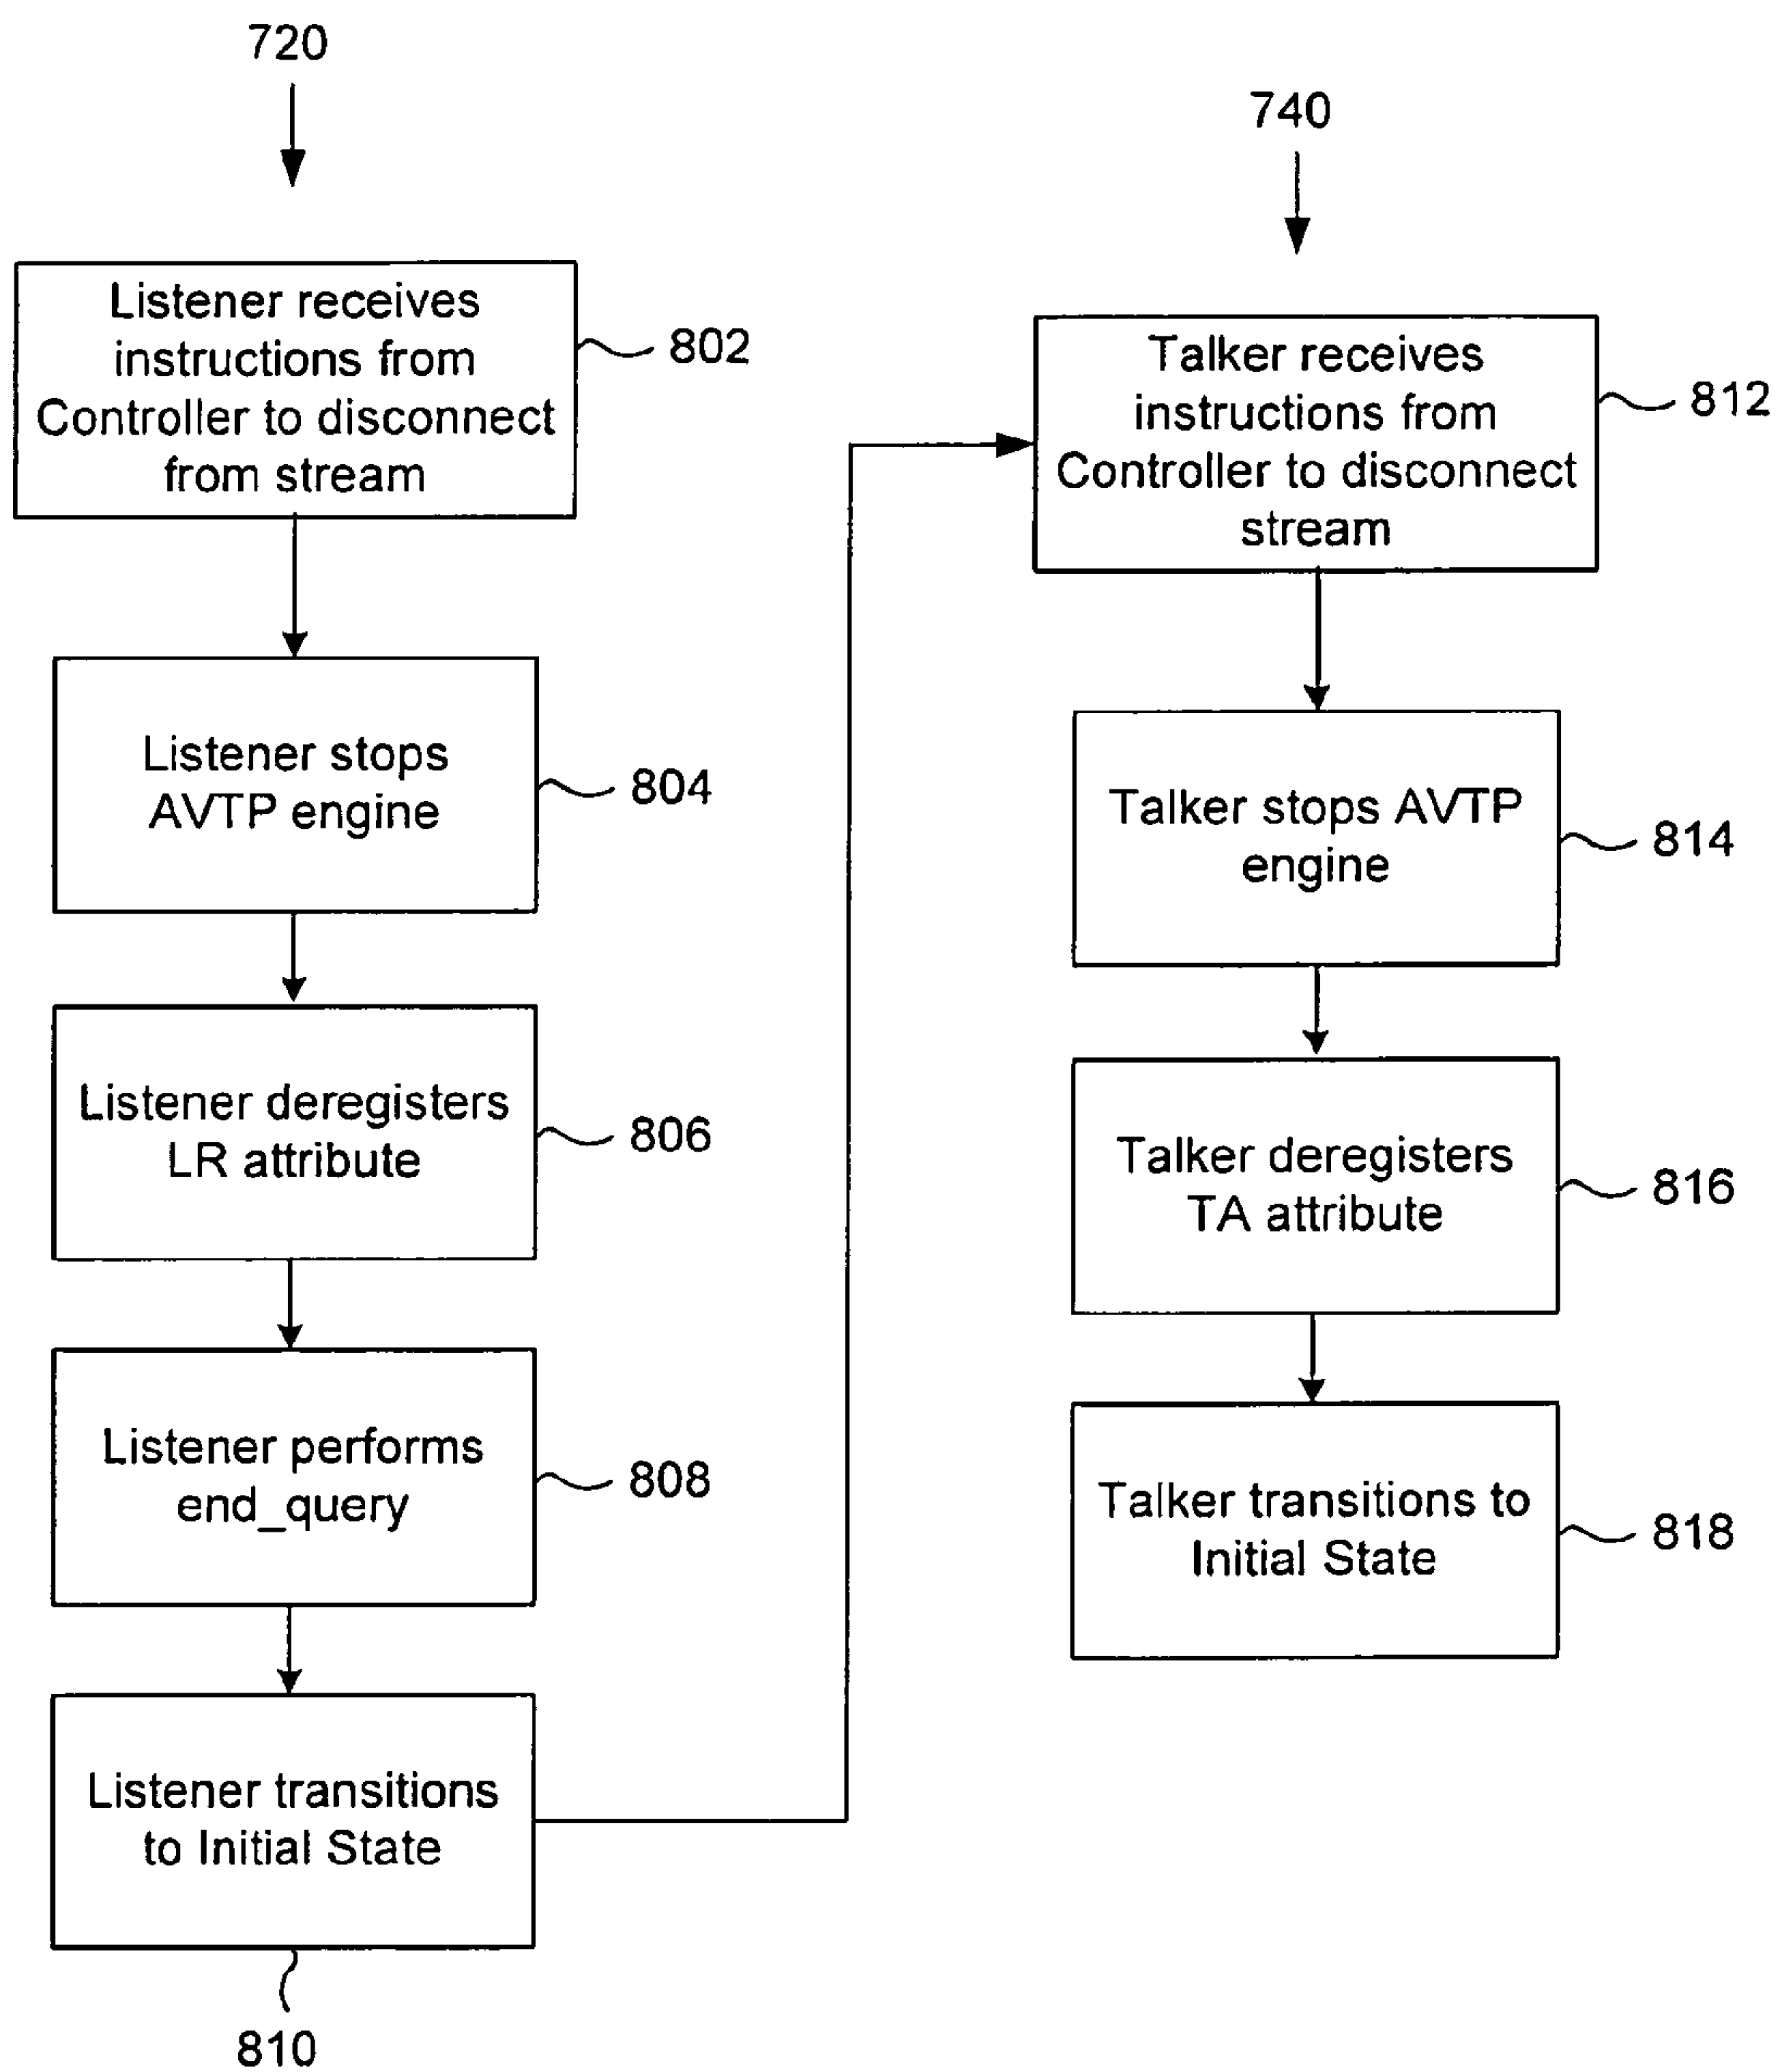 720
Listener receives
instructions from
Controller to disconnect
from stream
802
Listener stops
AVTP engine
804
Listener deregisters
LR attribute
806
Listener performs
end_query
808
Listener transitions
to Initial State
810
740
Talker receives
instructions from
Controller to disconnect
stream
812
Talker stops AVTP
engine
814
Talker deregisters
TA attribute
816
Talker transitions to
Initial State
818